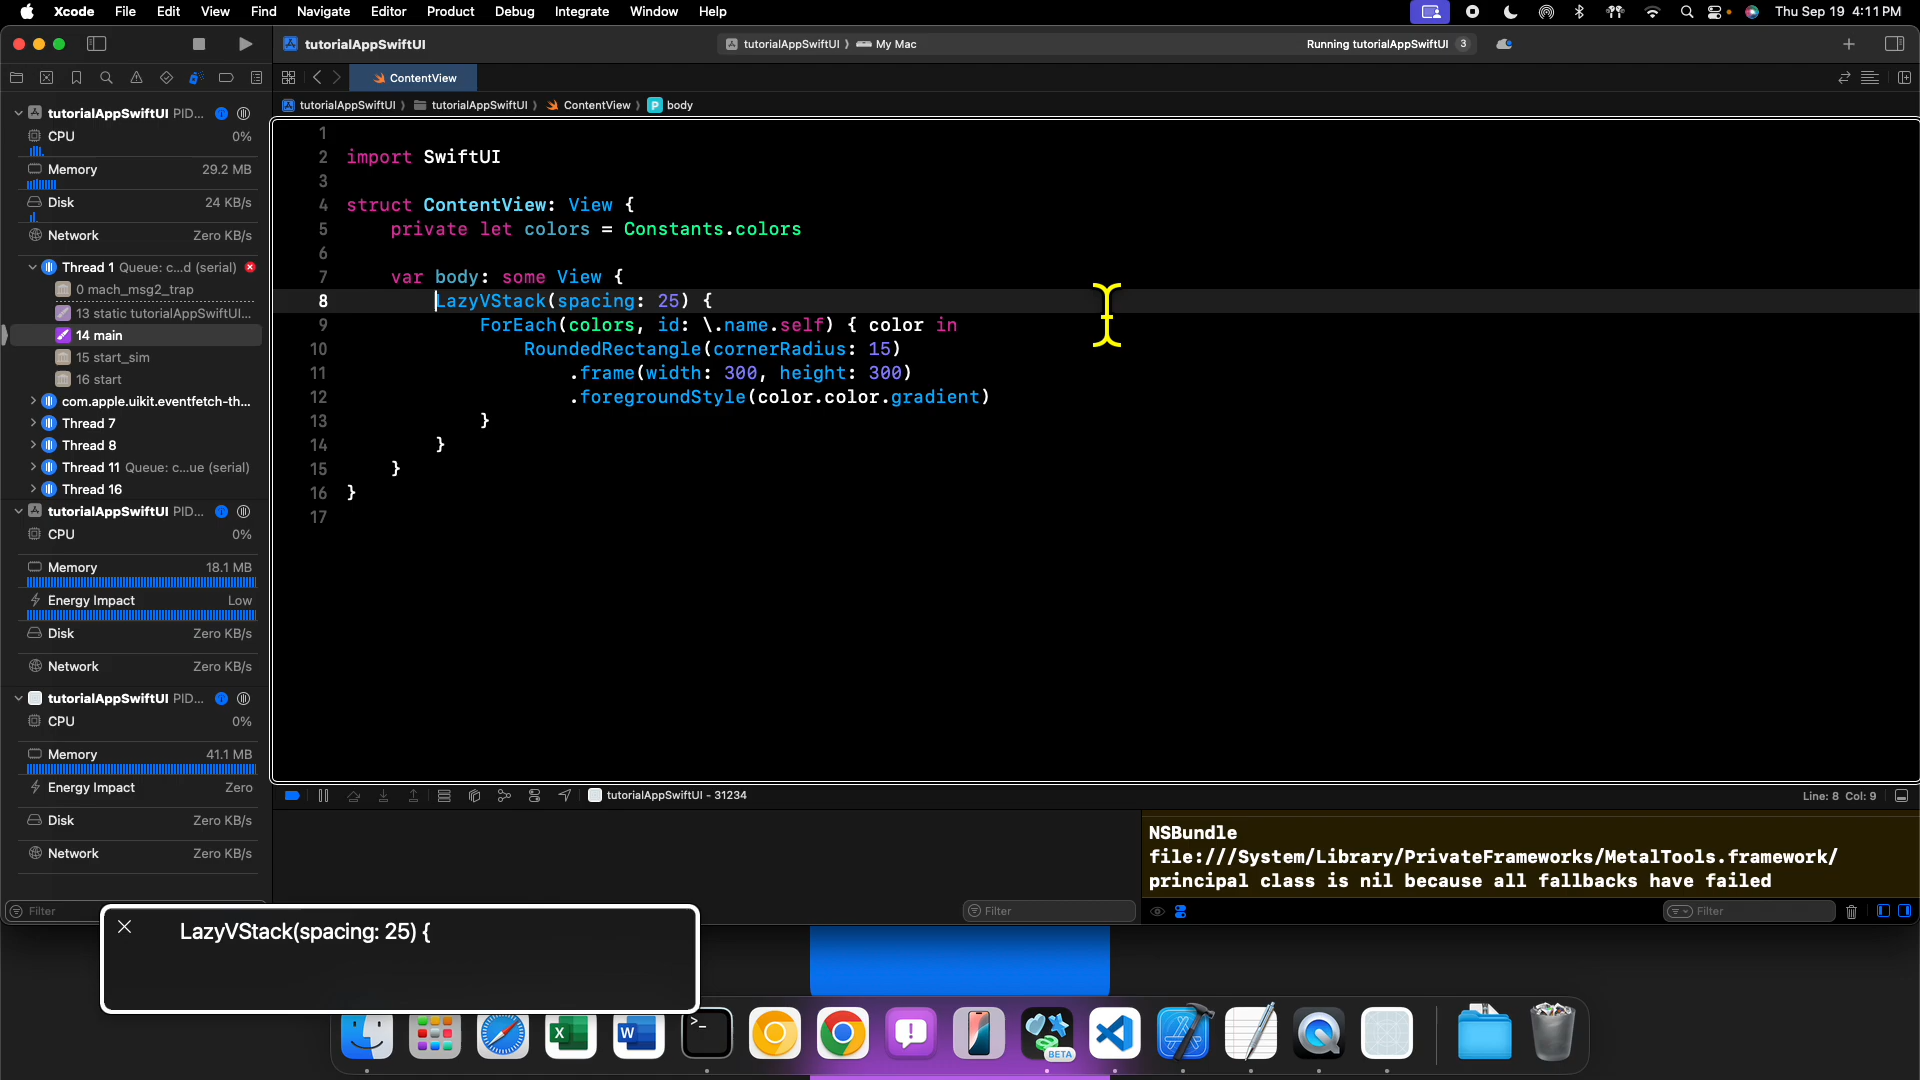 Xcode File Edit View Find Navigate Editor Product Debug Integrate Window Help Thu Sep 19 4:11 PM
tutorialAppSwiftUI tutorialAppSwiftUI My Mac Running tutorialAppSwiftUI 3
ContentView
tutorialAppSwiftUI tutorialAppSwiftUI ContentView P body
tutorialAppSwiftUI PID...
CPU 0%
Memory 29.2 MB
Disk 24 KB/s
Network Zero KB/s
Thread 1 Queue: c...d (serial)
0 mach_msg2_trap
13 static tutorialAppSwiftUI...
14 main
15 start_sim
16 start
com.apple.uikit.eventfetch-th...
Thread 7
Thread 8
Thread 11 Queue: c...ue (serial)
Thread 16
tutorialAppSwiftUI PID...
CPU 0%
Memory 18.1 MB
Energy Impact Low
Disk Zero KB/s
Network Zero KB/s
tutorialAppSwiftUI PID...
CPU 0%
Memory 41.1 MB
Energy Impact Zero
Disk Zero KB/s
Network Zero KB/s
Filter
1
2 import SwiftUI
3
4 struct ContentView: View {
5 private let colors = Constants.colors
6
7 var body: some View {
8 LazyVStack(spacing: 25) {
9 ForEach(colors, id: \.name.self) { color in
10 RoundedRectangle(cornerRadius: 15)
11 .frame(width: 300, height: 300)
12 .foregroundStyle(color.color.gradient)
13 }
14 }
15 }
16 }
17
tutorialAppSwiftUI - 31234 Line: 8 Col: 9
NSBundle
file:///System/Library/PrivateFrameworks/MetalTools.framework/
principal class is nil because all fallbacks have failed
Filter Filter
LazyVStack(spacing: 25) {
X W >_ BETA